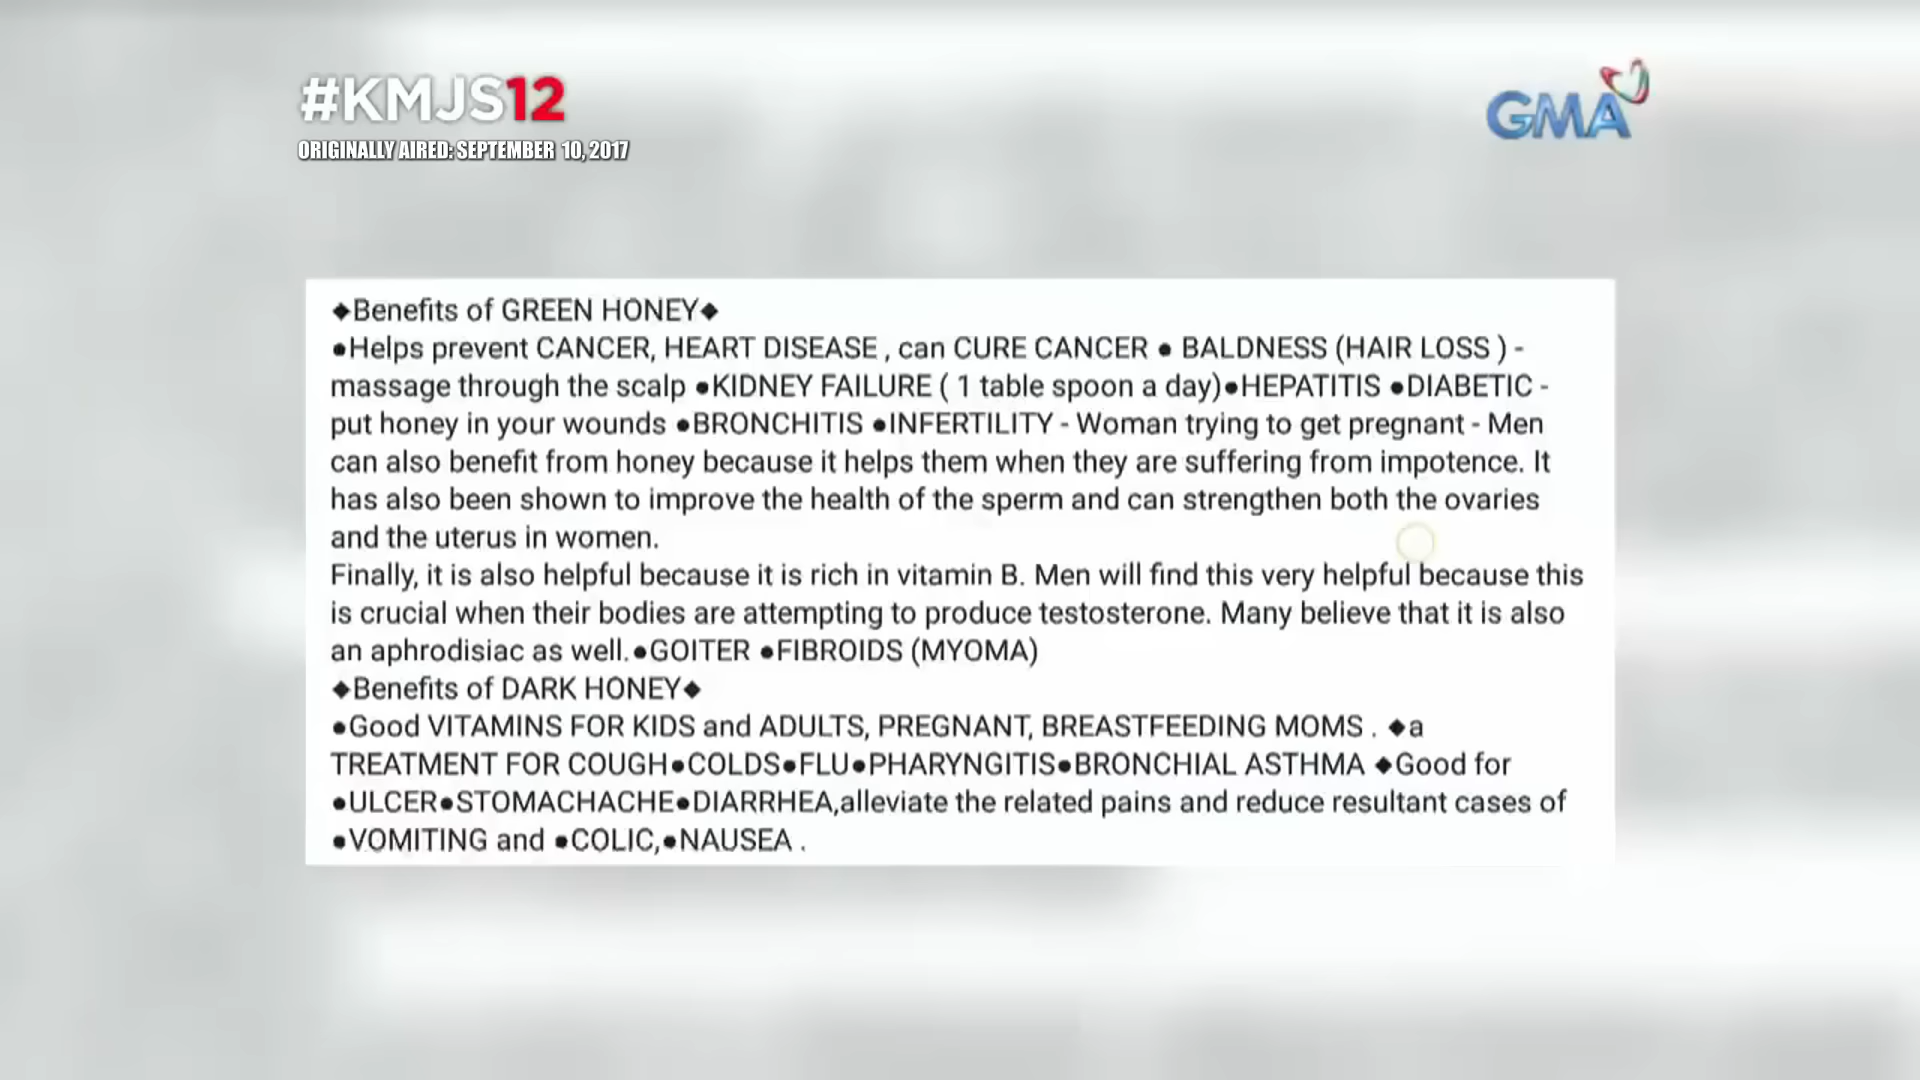 #KMJS12
ORIGINALLY AIRED: SEPTEMBER 10, 2017
GMA
◆Benefits of GREEN HONEY◆
●Helps prevent CANCER, HEART DISEASE , can CURE CANCER ● BALDNESS (HAIR LOSS ) -
massage through the scalp ●KIDNEY FAILURE ( 1 table spoon a day)●HEPATITIS ●DIABETIC -
put honey in your wounds ●BRONCHITIS ●INFERTILITY - Woman trying to get pregnant - Men
can also benefit from honey because it helps them when they are suffering from impotence. It
has also been shown to improve the health of the sperm and can strengthen both the ovaries
and the uterus in women.
Finally, it is also helpful because it is rich in vitamin B. Men will find this very helpful because this
is crucial when their bodies are attempting to produce testosterone. Many believe that it is also
an aphrodisiac as well.●GOITER ●FIBROIDS (MYOMA)
◆Benefits of DARK HONEY◆
●Good VITAMINS FOR KIDS and ADULTS, PREGNANT, BREASTFEEDING MOMS . ◆a
TREATMENT FOR COUGH●COLDS●FLU●PHARYNGITIS●BRONCHIAL ASTHMA ◆Good for
●ULCER●STOMACHACHE●DIARRHEA,alleviate the related pains and reduce resultant cases of
●VOMITING and ●COLIC,●NAUSEA .